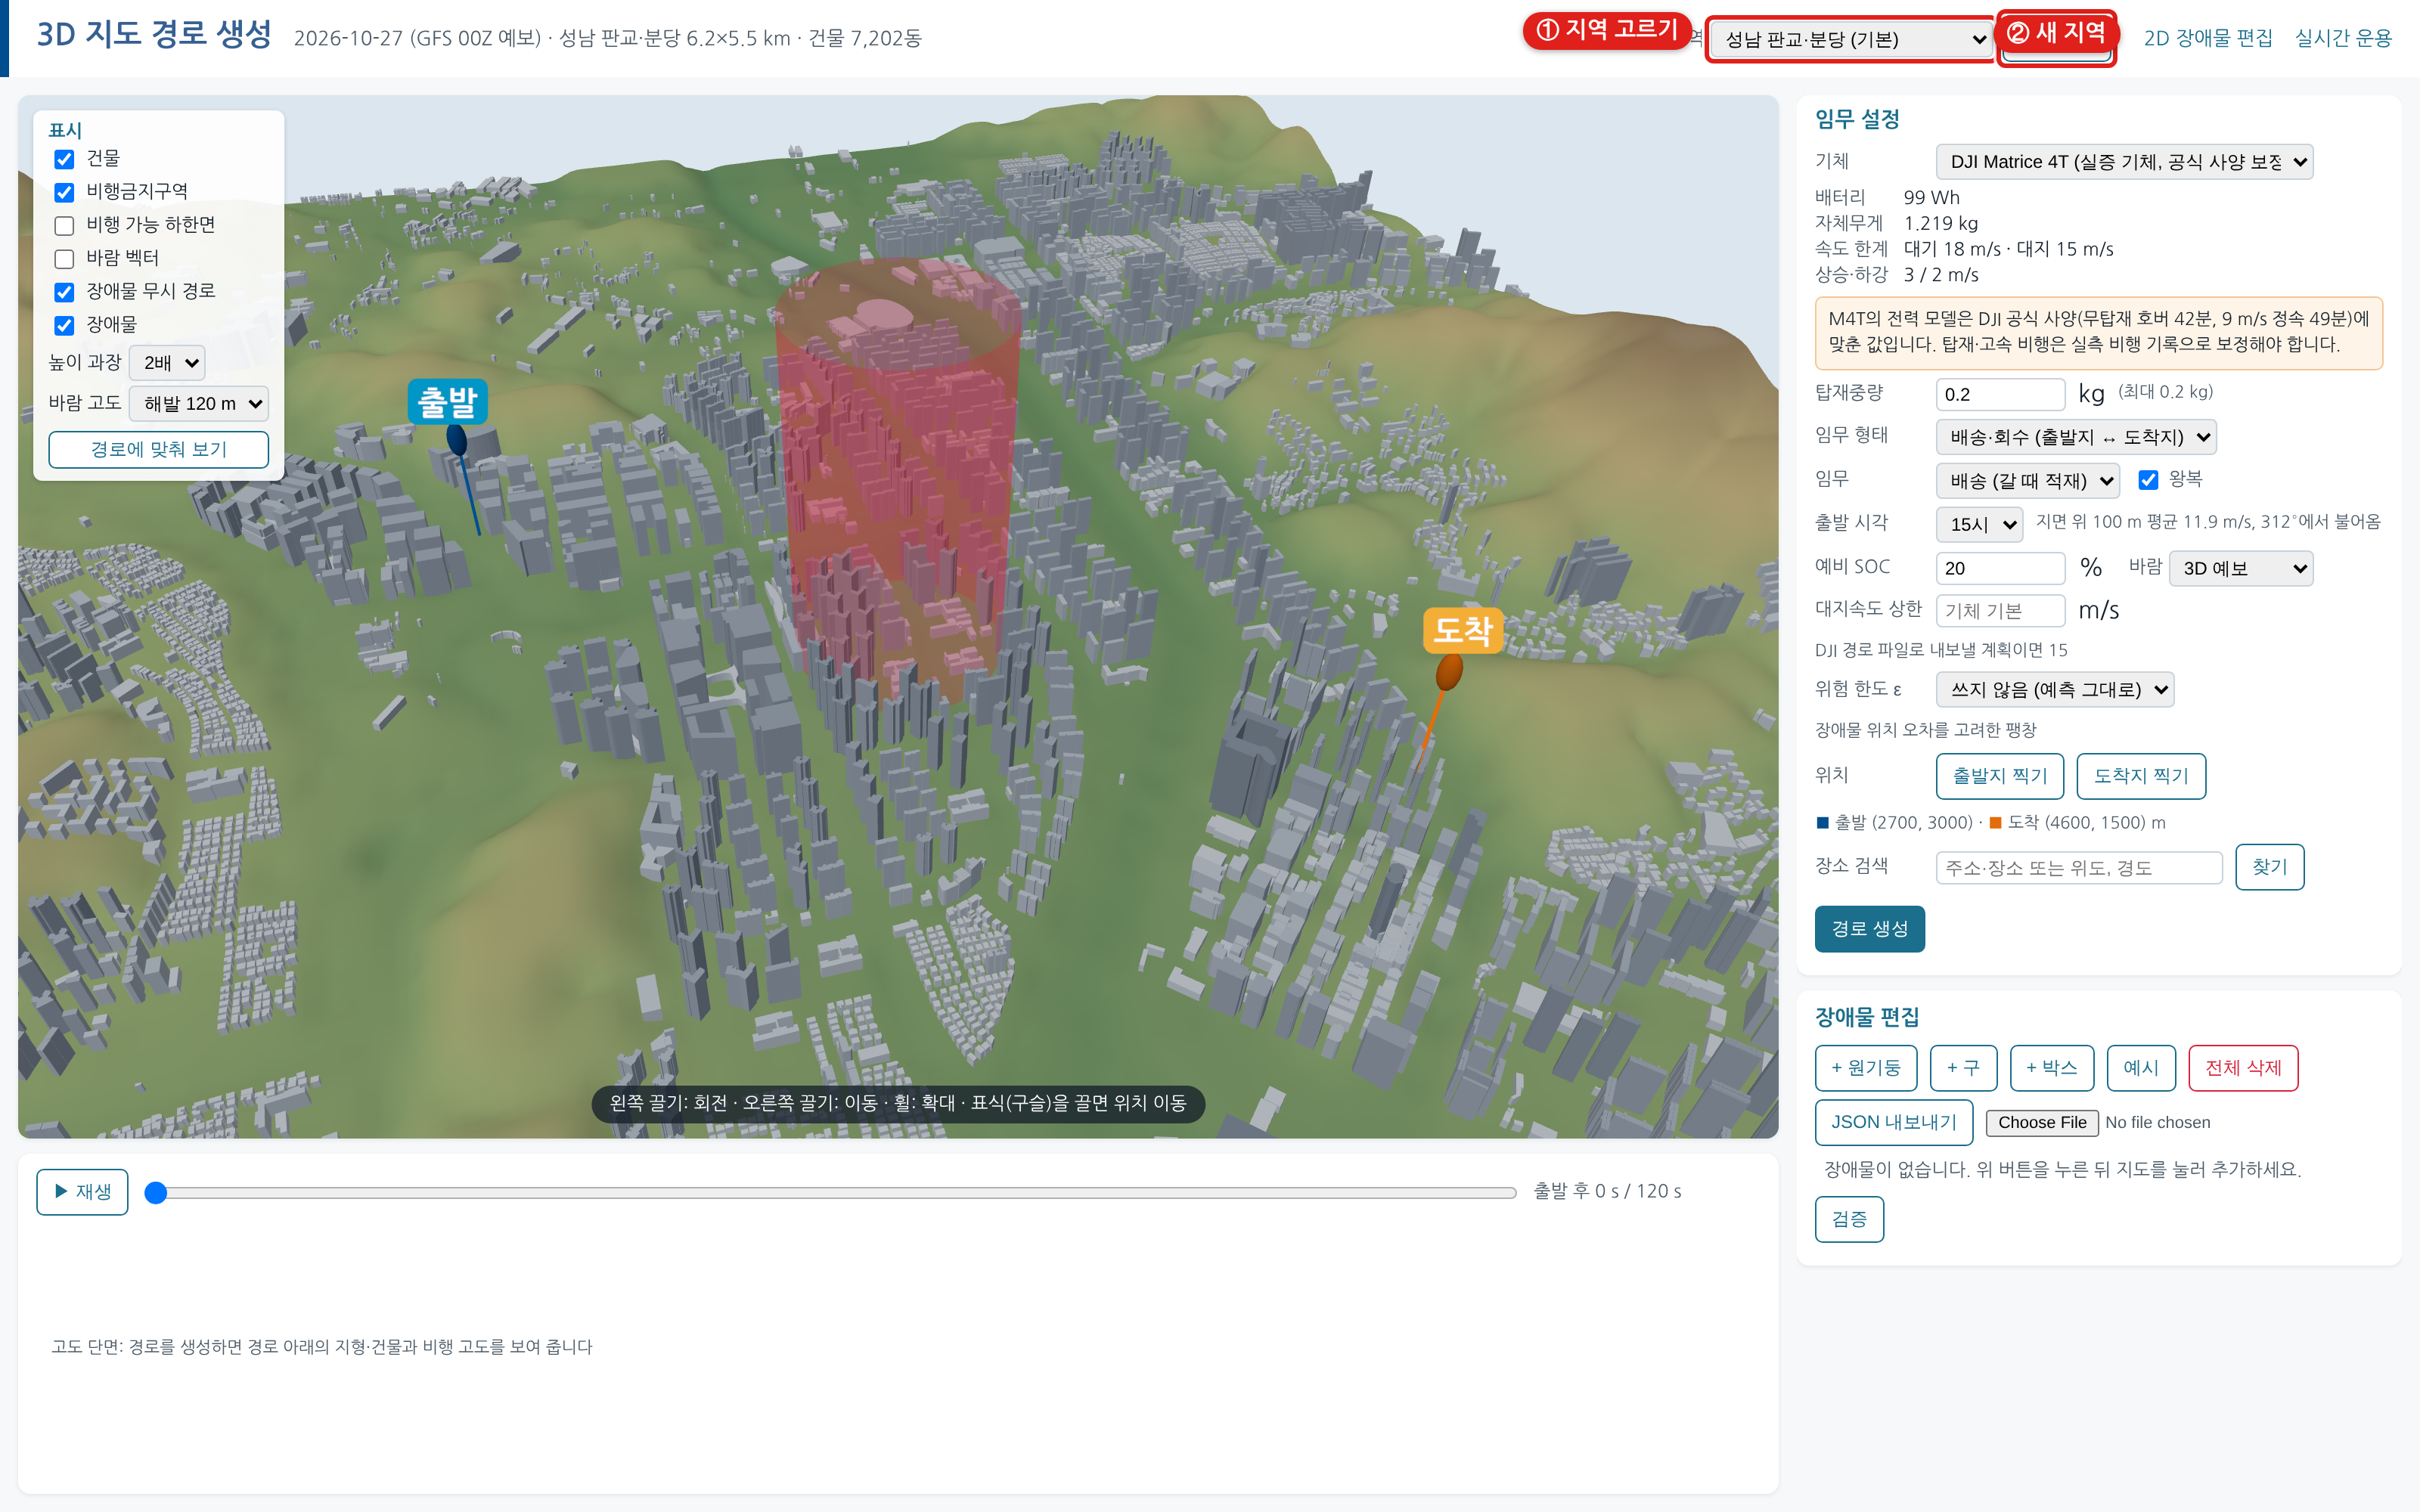 3D 지도 경로 생성
2026-10-27 (GFS 00Z 예보) · 성남 판교·분당 6.2×5.5 km · 건물 7,202동
① 지역 고르기
역
성남 판교·분당 (기본)
② 새 지역
2D 장애물 편집
실시간 운용
표시
건물
비행금지구역
비행 가능 하한면
바람 벡터
장애물 무시 경로
장애물
높이 과장 2배
바람 고도 해발 120 m
경로에 맞춰 보기
출발
도착
왼쪽 끌기: 회전 · 오른쪽 끌기: 이동 · 휠: 확대 · 표식(구슬)을 끌면 위치 이동
▶ 재생
출발 후 0 s / 120 s
고도 단면: 경로를 생성하면 경로 아래의 지형·건물과 비행 고도를 보여 줍니다
임무 설정
기체 DJI Matrice 4T (실증 기체, 공식 사양 보정
배터리 99 Wh
자체무게 1.219 kg
속도 한계 대기 18 m/s · 대지 15 m/s
상승·하강 3 / 2 m/s
M4T의 전력 모델은 DJI 공식 사양(무탑재 호버 42분, 9 m/s 정속 49분)에
맞춘 값입니다. 탑재·고속 비행은 실측 비행 기록으로 보정해야 합니다.
탑재중량 0.2 kg (최대 0.2 kg)
임무 형태 배송·회수 (출발지 ↔ 도착지)
임무 배송 (갈 때 적재) 왕복
출발 시각 15시 지면 위 100 m 평균 11.9 m/s, 312°에서 불어옴
예비 SOC 20 % 바람 3D 예보
대지속도 상한 기체 기본 m/s
DJI 경로 파일로 내보낼 계획이면 15
위험 한도 ε 쓰지 않음 (예측 그대로)
장애물 위치 오차를 고려한 팽창
위치 출발지 찍기 도착지 찍기
■ 출발 (2700, 3000) · ■ 도착 (4600, 1500) m
장소 검색 주소·장소 또는 위도, 경도 찾기
경로 생성
장애물 편집
+ 원기둥 + 구 + 박스 예시 전체 삭제
JSON 내보내기 Choose File No file chosen
장애물이 없습니다. 위 버튼을 누른 뒤 지도를 눌러 추가하세요.
검증